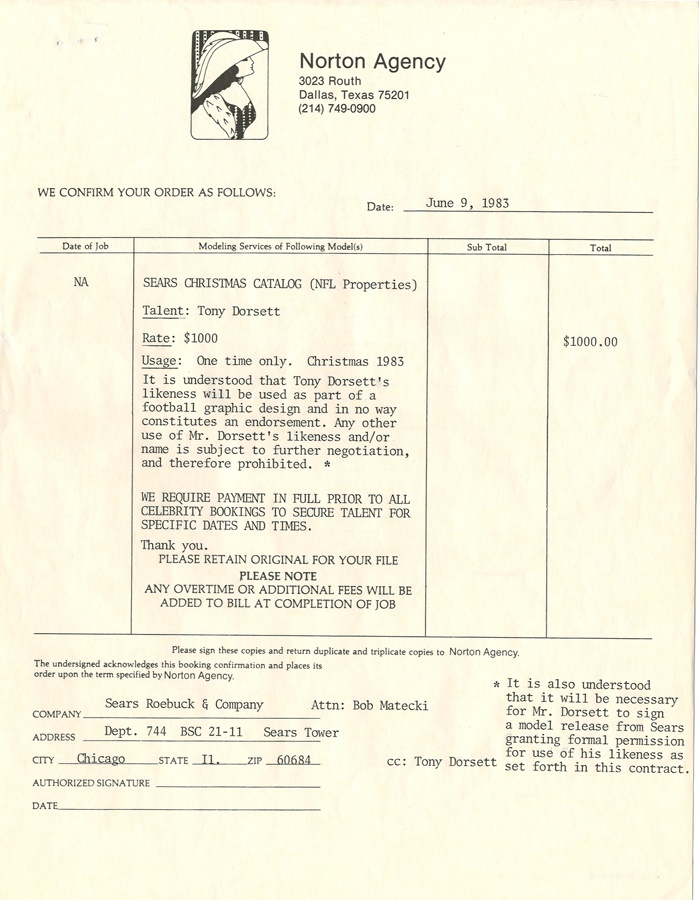 Norton Agency
3023 Routh
Dallas, Texas 75201
(214) 749-0900
WE CONFIRM YOUR ORDER AS FOLLOWS:
Date: June 9, 1983
Date of Job Modeling Services of Following Model(s) Sub Total Total
NA SEARS CHRISTMAS CATALOG (NFL Properties)
Talent: Tony Dorsett
Rate: $1000 $1000.00
Usage: One time only. Christmas 1983
It is understood that Tony Dorsett's
likeness will be used as part of a
football graphic design and in no way
constitutes an endorsement. Any other
use of Mr. Dorsett's likeness and/or
name is subject to further negotiation,
and therefore prohibited. *
WE REQUIRE PAYMENT IN FULL PRIOR TO ALL
CELEBRITY BOOKINGS TO SECURE TALENT FOR
SPECIFIC DATES AND TIMES.
Thank you.
PLEASE RETAIN ORIGINAL FOR YOUR FILE
PLEASE NOTE
ANY OVERTIME OR ADDITIONAL FEES WILL BE
ADDED TO BILL AT COMPLETION OF JOB
Please sign these copies and return duplicate and triplicate copies to Norton Agency.
The undersigned acknowledges this booking confirmation and places its
order upon the term specified by Norton Agency.
COMPANY Sears Roebuck & Company Attn: Bob Matecki
ADDRESS Dept. 744 BSC 21-11 Sears Tower
CITY Chicago STATE Il. ZIP 60684
AUTHORIZED SIGNATURE
DATE
cc: Tony Dorsett
* It is also understood
that it will be necessary
for Mr. Dorsett to sign
a model release from Sears
granting formal permission
for use of his likeness as
set forth in this contract.